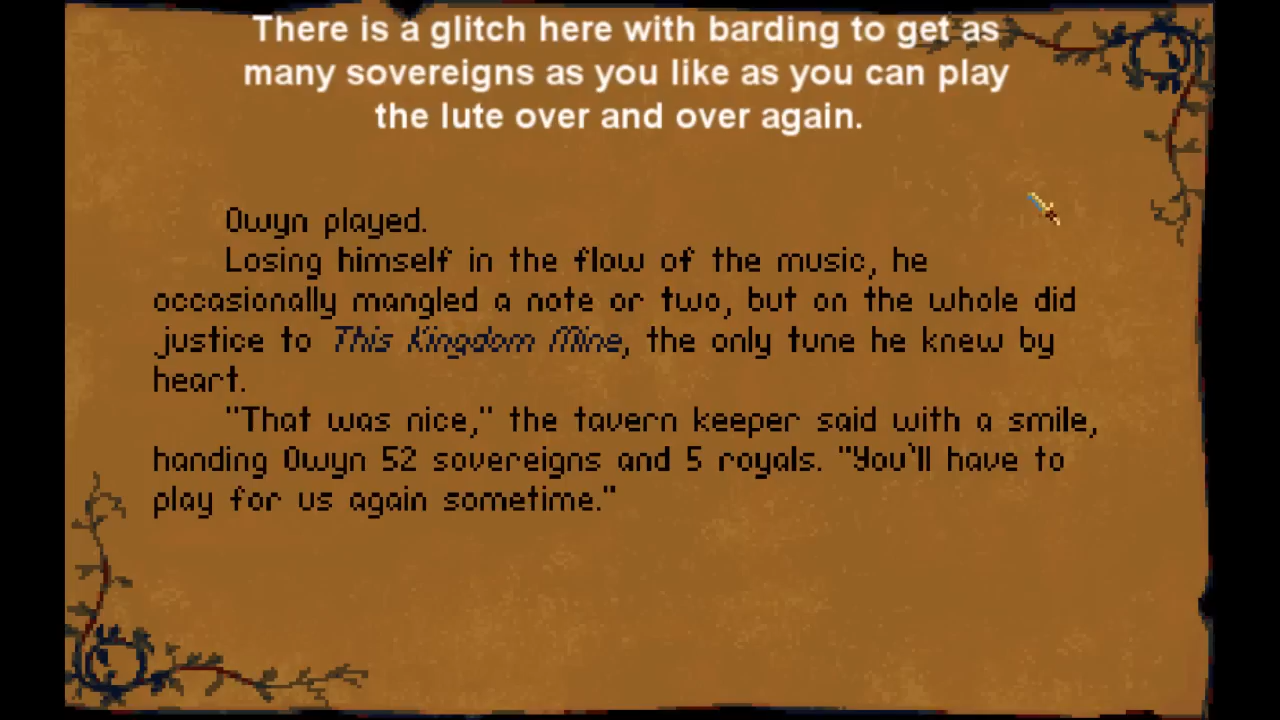 There is a glitch here with barding to get as
many sovereigns as you like as you can play
the lute over and over again.
Owyn played.
Losing himself in the flow of the music, he
occasionally mangled a note or two, but on the whole did
justice to This Kingdom Mine, the only tune he knew by
heart.
"That was nice," the tavern keeper said with a smile,
handing Owyn 52 sovereigns and 5 royals. "You'll have to
play for us again sometime."